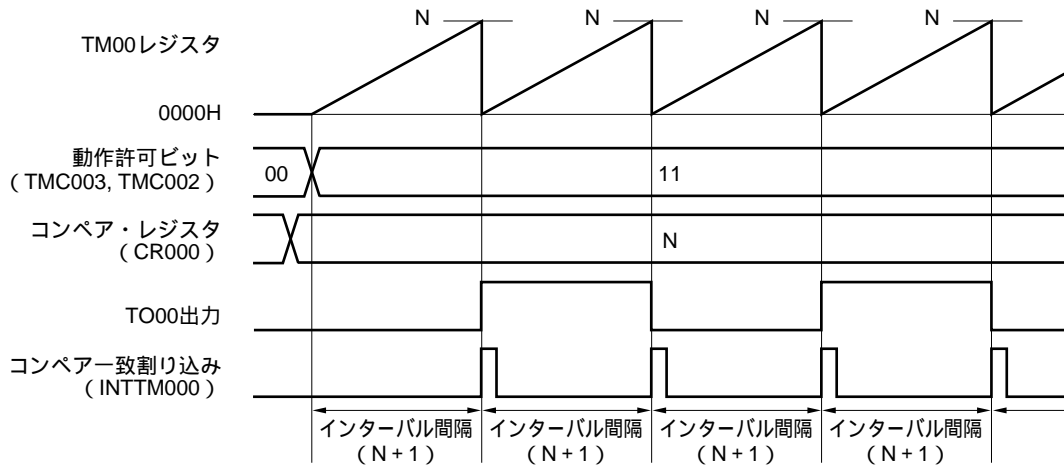 N N N N
TM00レジスタ
0000H
動作許可ビット
（TMC003, TMC002）
00 11
コンペア・レジスタ
（CR000）
N
TO00出力
コンペア一致割り込み
（INTTM000）
インターバル間隔 インターバル間隔 インターバル間隔 インターバル間隔
（N + 1） （N + 1） （N + 1） （N + 1）